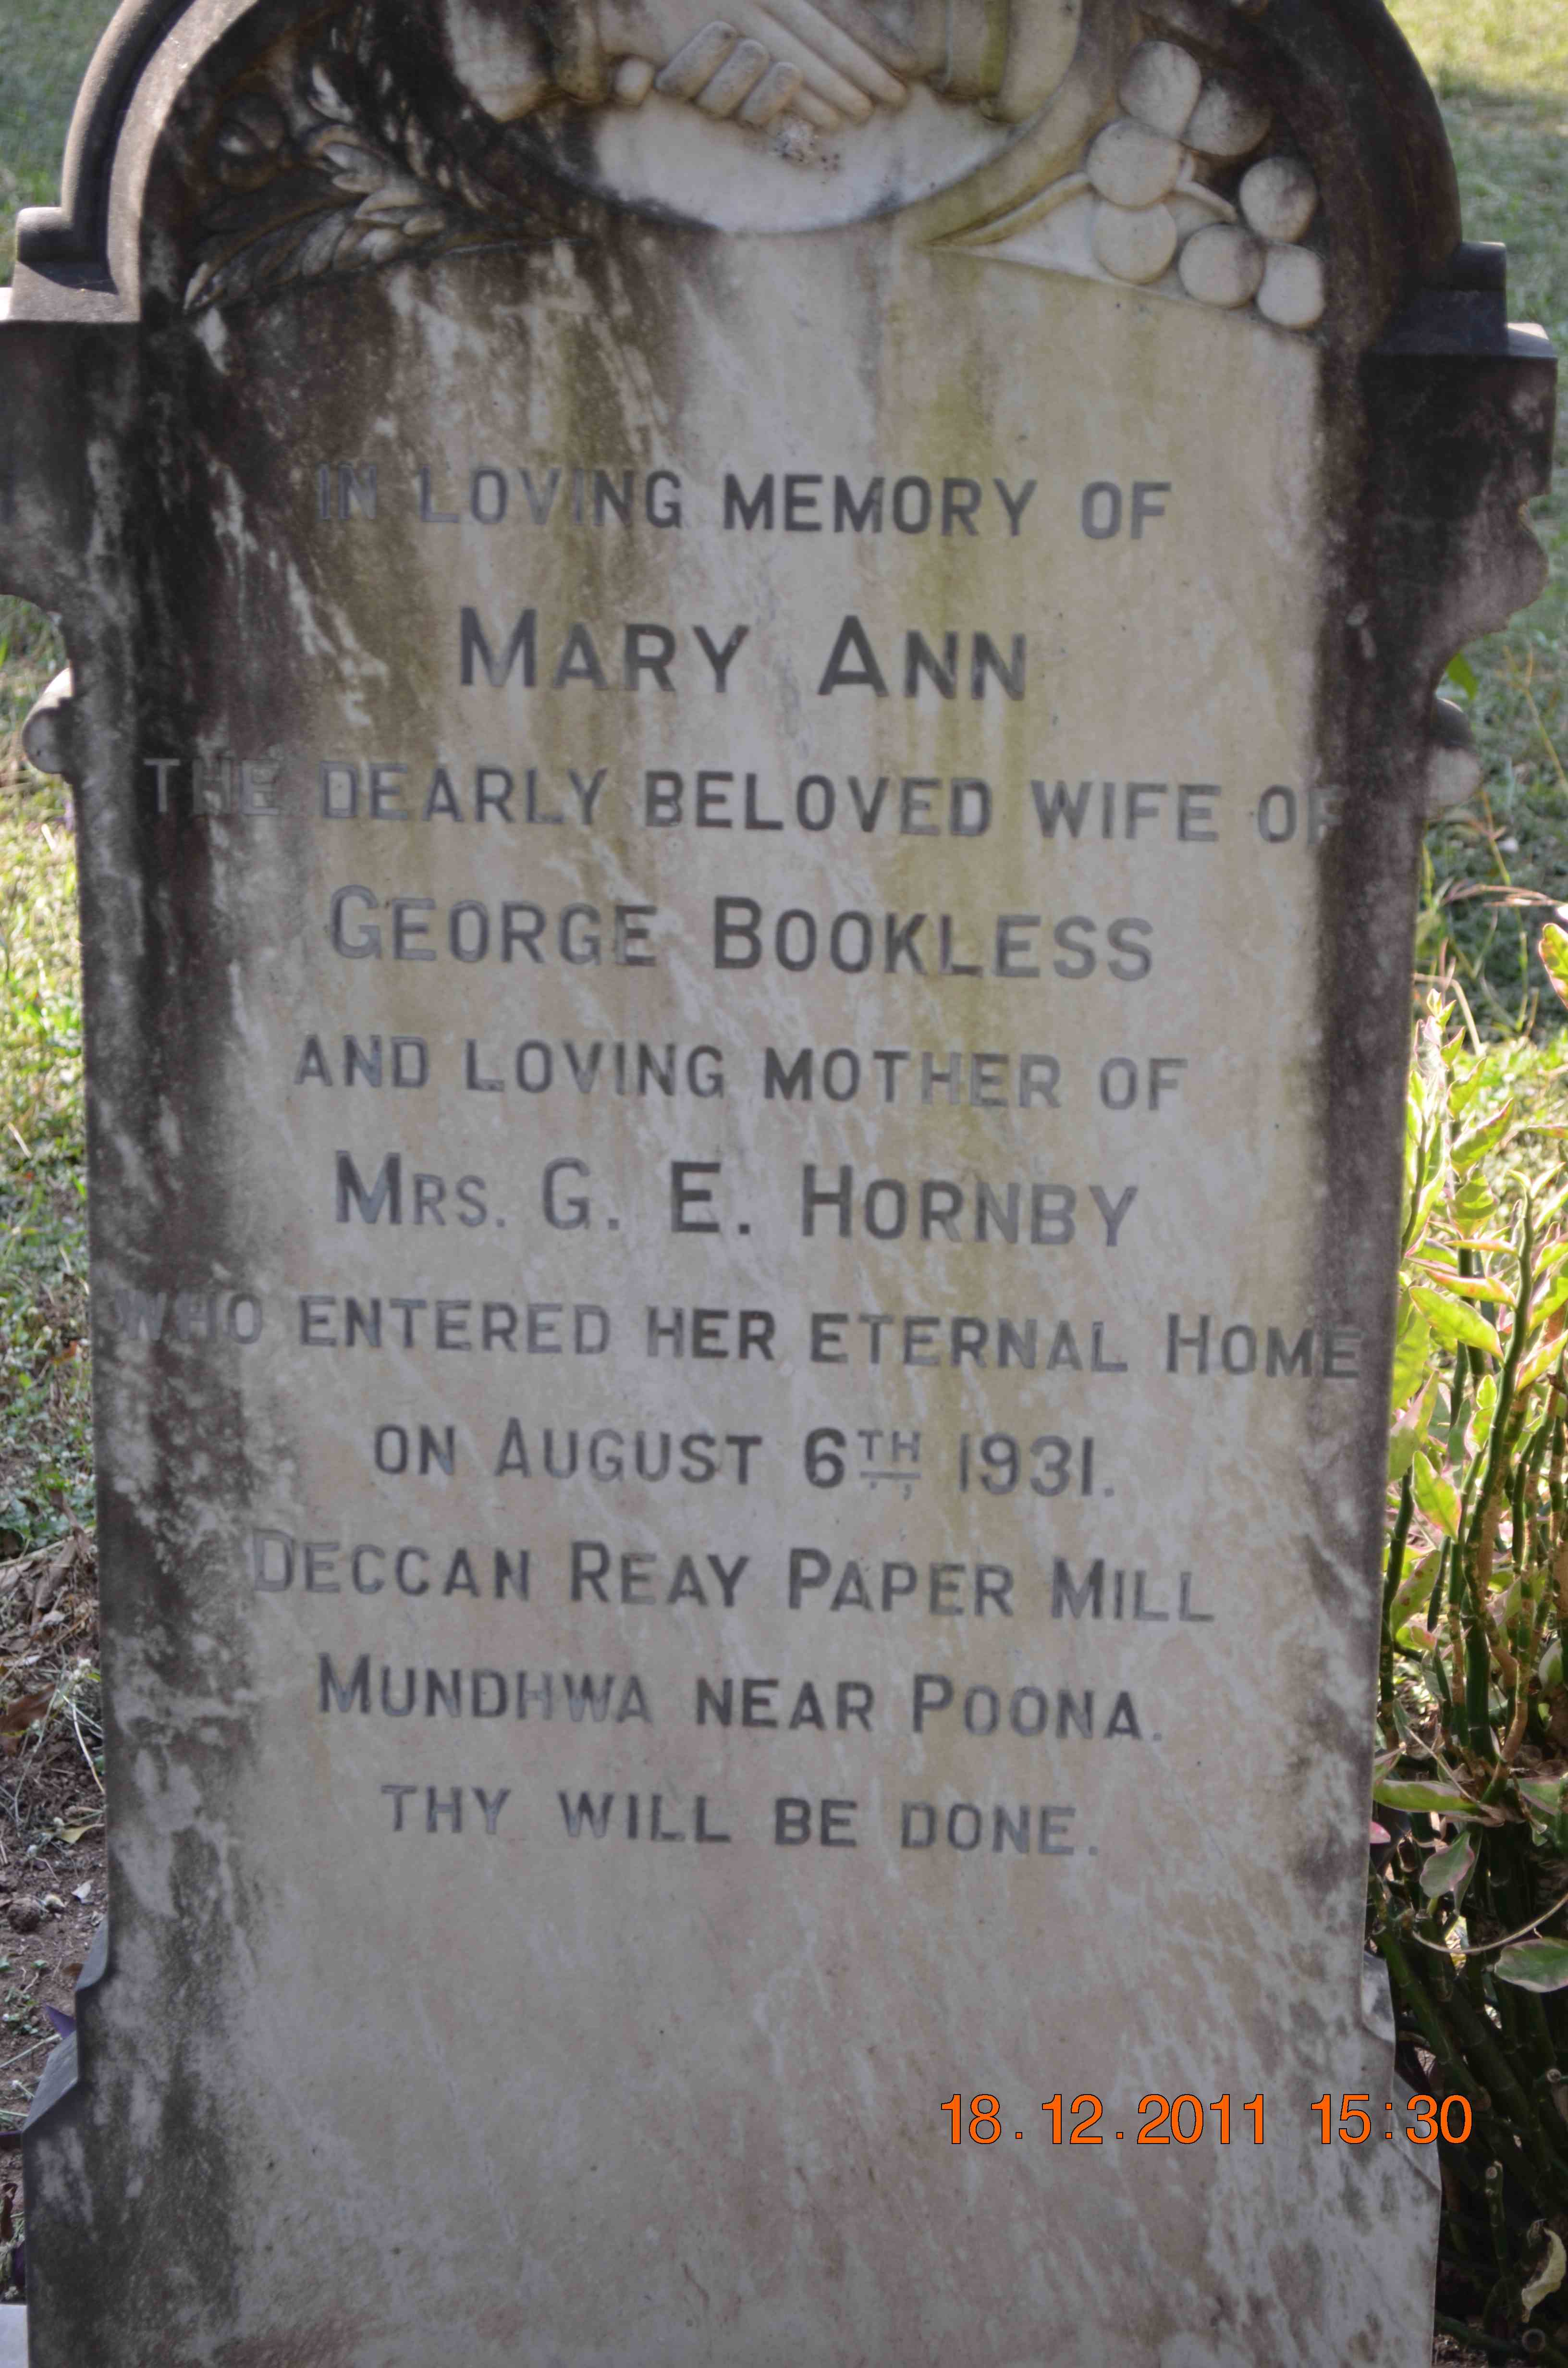 IN LOVING MEMORY OF
MARY ANN
THE DEARLY BELOVED WIFE OF
GEORGE BOOKLESS
AND LOVING MOTHER OF
MRS. G. E. HORNBY
WHO ENTERED HER ETERNAL HOME
ON AUGUST 6TH 1931.
DECCAN REAY PAPER MILL
MUNDHWA NEAR POONA.
THY WILL BE DONE.
18.12.2011 15:30